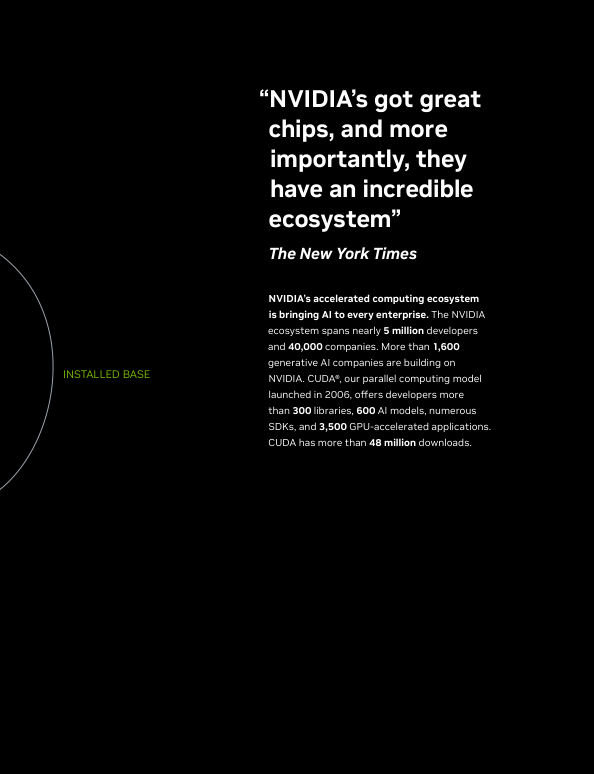 “NVIDIA’s got great
chips, and more
importantly, they
have an incredible
ecosystem”
The New York Times
NVIDIA’s accelerated computing ecosystem
is bringing AI to every enterprise. The NVIDIA
ecosystem spans nearly 5 million developers
and 40,000 companies. More than 1,600
generative AI companies are building on
NVIDIA. CUDA®, our parallel computing model
launched in 2006, offers developers more
than 300 libraries, 600 AI models, numerous
SDKs, and 3,500 GPU-accelerated applications.
CUDA has more than 48 million downloads.
INSTALLED BASE